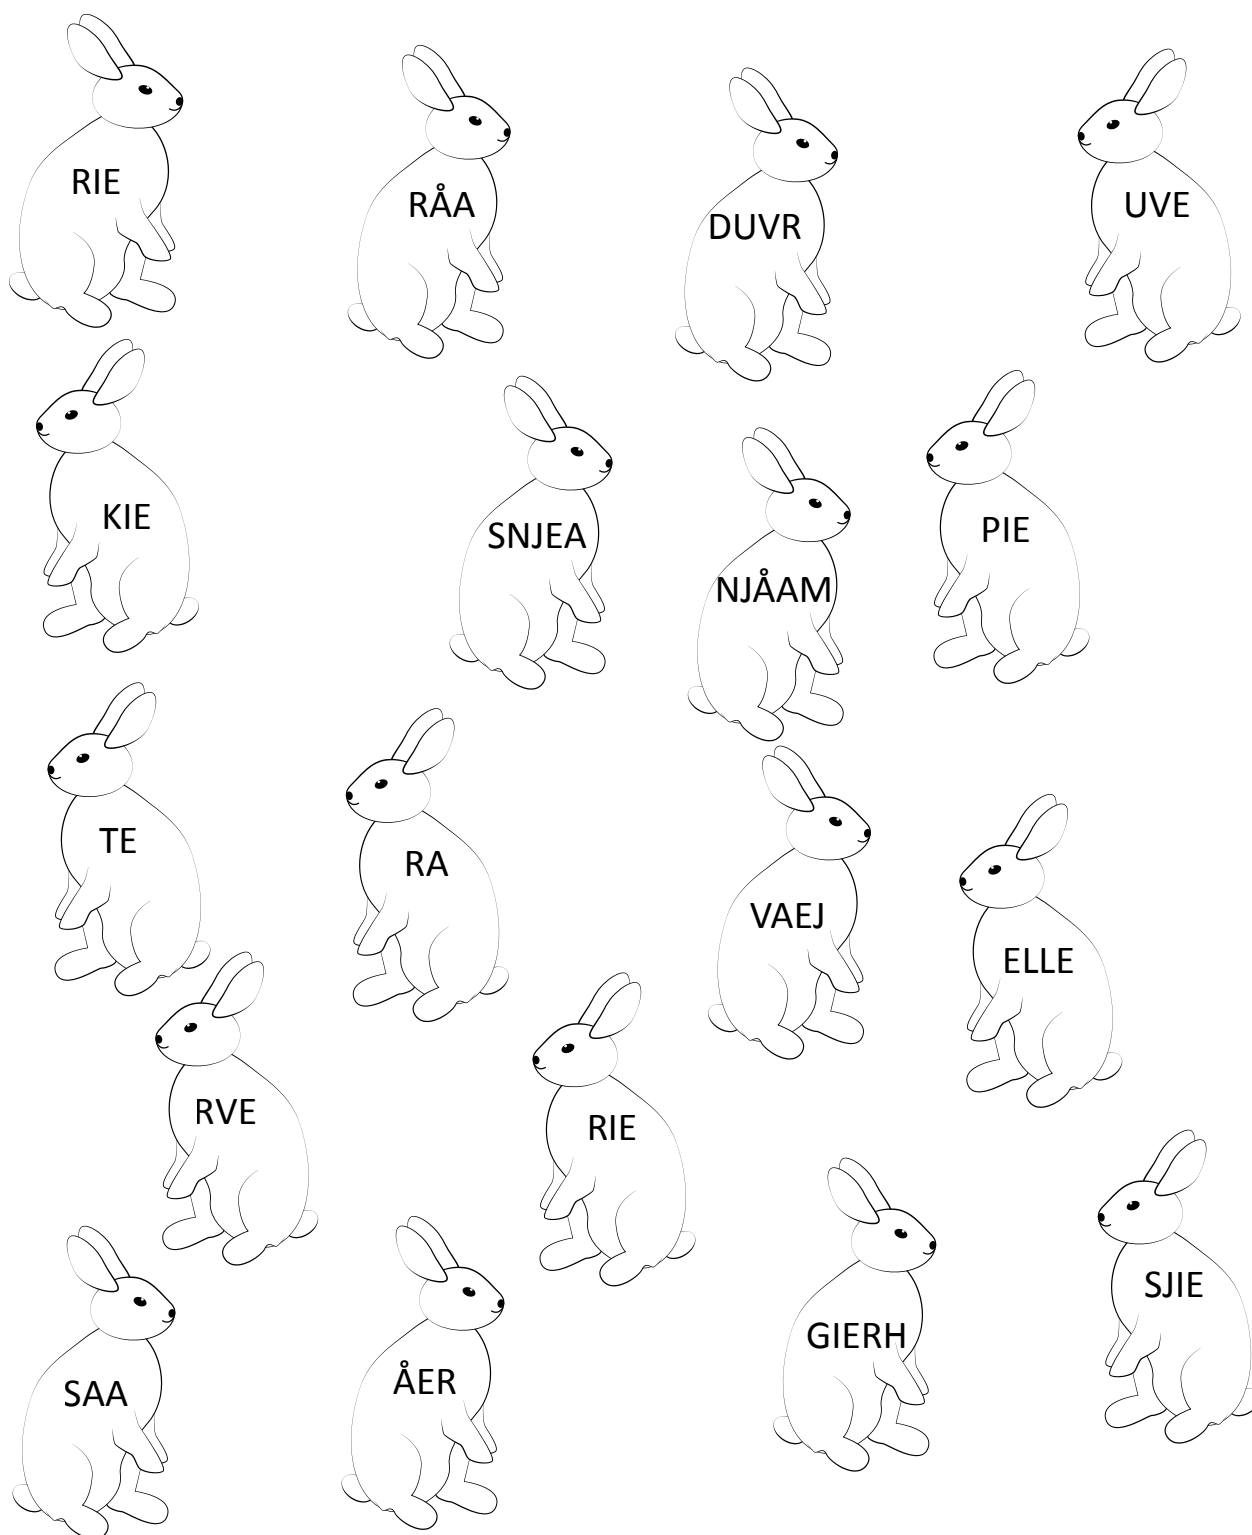 RIE
RÅA
DUVR
UVE
KIE
SNJEA
NJÅAM
PIE
TE
RA
VAEJ
ELLE
RVE
RIE
GIERH
SJIE
SAA
ÅER